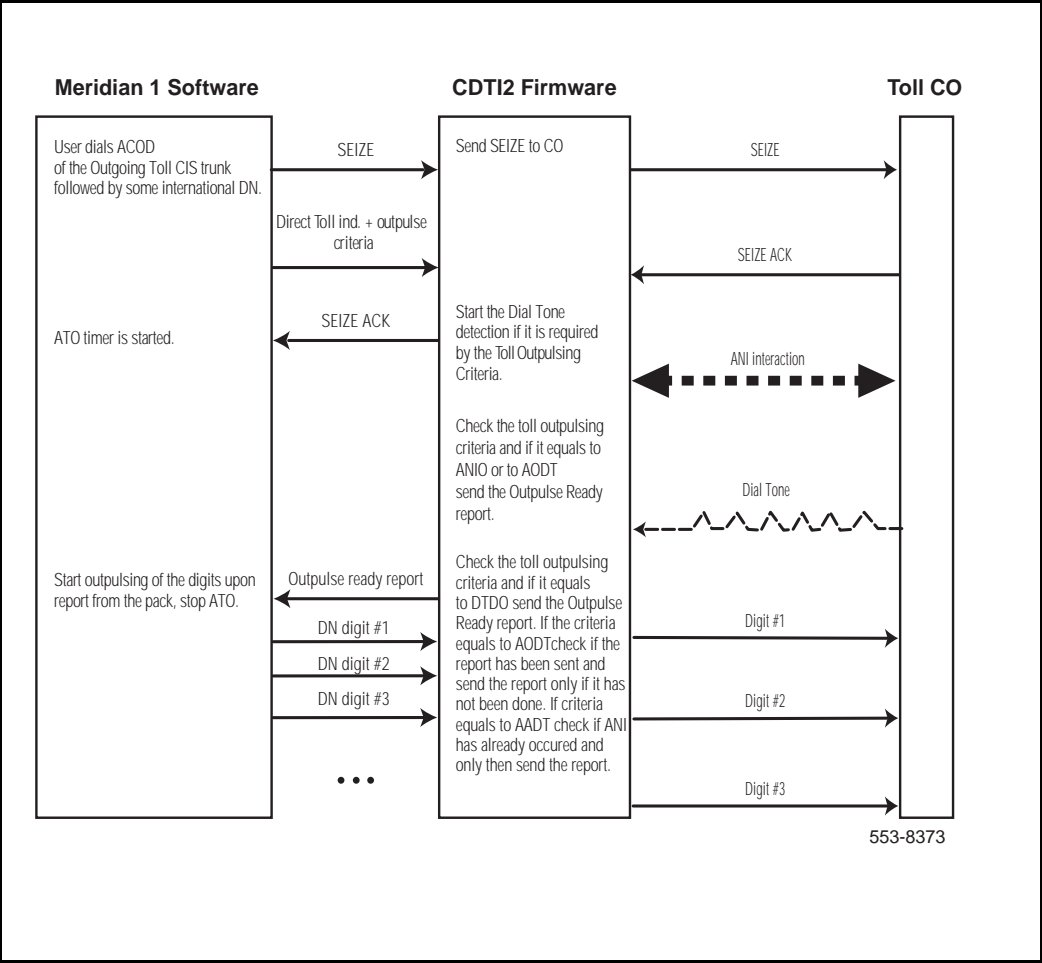 Meridian 1 Software
CDTI2 Firmware
Toll CO
User dials ACOD
of the Outgoing Toll CIS trunk
followed by some international DN.
SEIZE
Send SEIZE to CO
SEIZE
Direct Toll ind. + outpulse
criteria
SEIZE ACK
ATO timer is started.
SEIZE ACK
Start the Dial Tone
detection if it is required
by the Toll Outpulsing
Criteria.
ANI interaction
Check the toll outpulsing
criteria and if it equals to
ANIO or to AODT
send the Outpulse Ready
report.
Dial Tone
Start outpulsing of the digits upon
report from the pack, stop ATO.
Outpulse ready report
DN digit #1
DN digit #2
DN digit #3
• • •
Check the toll outpulsing
criteria and if it equals
to DTDO send the Outpulse
Ready report. If the criteria
equals to AODTcheck if the
report has been sent and
send the report only if it has
not been done. If criteria
equals to AADT check if ANI
has already occured and
only then send the report.
Digit #1
Digit #2
Digit #3
553-8373